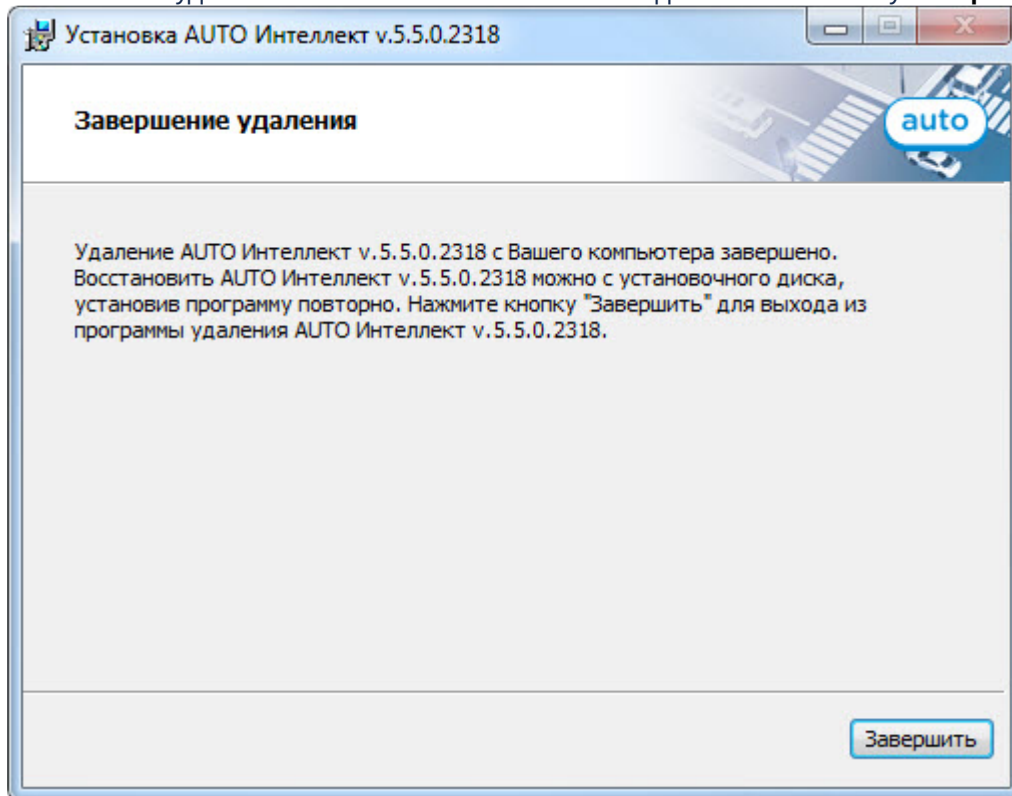 Установка AUTO Интеллект v.5.5.0.2318
Завершение удаления
auto
Удаление AUTO Интеллект v.5.5.0.2318 с Вашего компьютера завершено.
Восстановить AUTO Интеллект v.5.5.0.2318 можно с установочного диска,
установив программу повторно. Нажмите кнопку "Завершить" для выхода из
программы удаления AUTO Интеллект v.5.5.0.2318.
Завершить